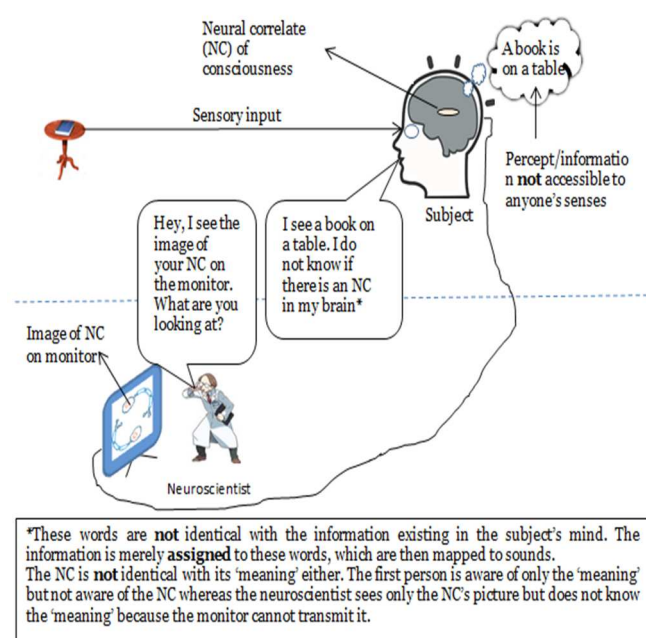 Neural correlate
(NC) of
consciousness
A book is
on a table
Sensory input
Percept/informatio
n not accessible to
anyone's senses
Subject
Hey, I see the
image of
your NC on
the monitor.
What are you
looking at?
I see a book on
a table. I do
not know if
there is an NC
in my brain*
Image of NC
on monitor
Neuroscientist
*These words are not identical with the information existing in the subject's mind. The
information is merely assigned to these words, which are then mapped to sounds.
The NC is not identical with its 'meaning' either. The first person is aware of only the 'meaning'
but not aware of the NC whereas the neuroscientist sees only the NC's picture but does not know
the 'meaning' because the monitor cannot transmit it.